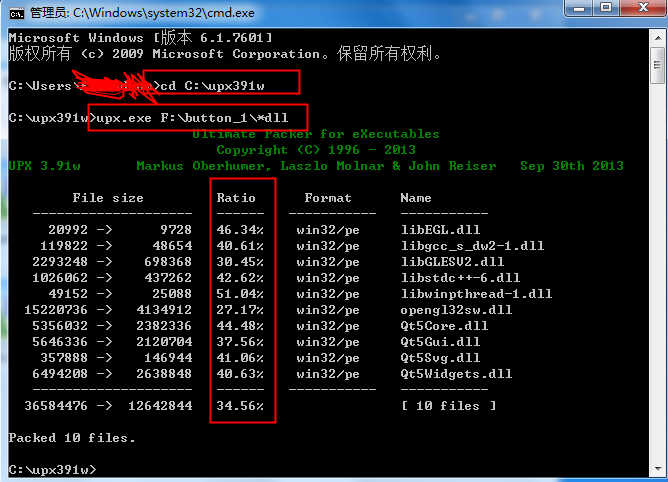 管理员: C:\Windows\system32\cmd.exe
Microsoft Windows [版本 6.1.7601]
版权所有 (c) 2009 Microsoft Corporation。保留所有权利。
C:\Users\ >cd C:\upx391w
C:\upx391w>upx.exe F:\button_1\*dll
Ultimate Packer for eXecutables
Copyright (C) 1996 - 2013
UPX 3.91w Markus Oberhumer, Laszlo Molnar & John Reiser Sep 30th 2013
File size Ratio Format Name
-------------------- ------ ----------- -----------
20992 -> 9728 46.34% win32/pe libEGL.dll
119822 -> 48654 40.61% win32/pe libgcc_s_dw2-1.dll
2293248 -> 698368 30.45% win32/pe libGLESV2.dll
1026062 -> 437262 42.62% win32/pe libstdc++-6.dll
49152 -> 25088 51.04% win32/pe libwinpthread-1.dll
15220736 -> 4134912 27.17% win32/pe opengl32sw.dll
5356032 -> 2382336 44.48% win32/pe Qt5Core.dll
5646336 -> 2120704 37.56% win32/pe Qt5Gui.dll
357888 -> 146944 41.06% win32/pe Qt5Svg.dll
6494208 -> 2638848 40.63% win32/pe Qt5Widgets.dll
-------------------- ------ ----------- -----------
36584476 -> 12642844 34.56% [ 10 files ]
Packed 10 files.
C:\upx391w>